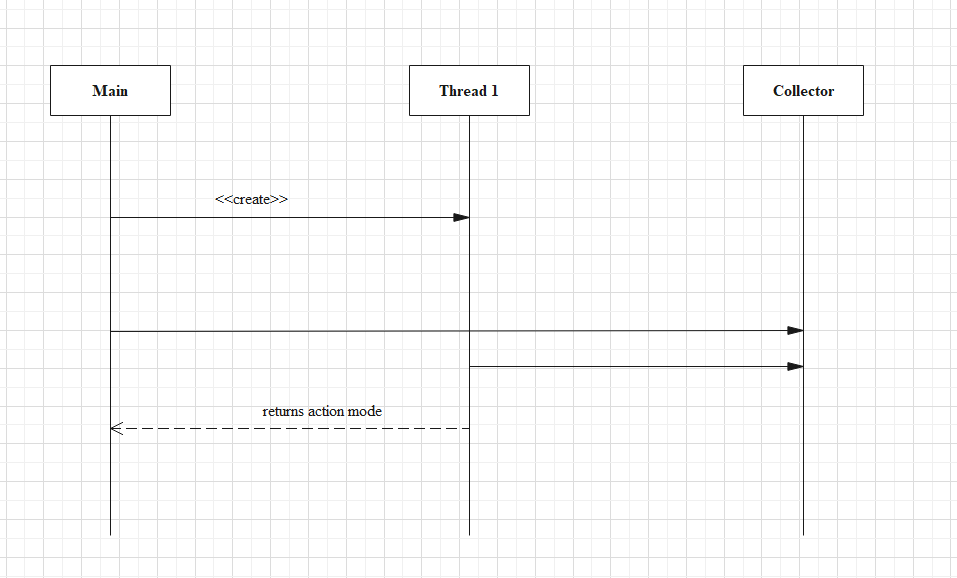 Main
Thread 1
Collector
<<create>>
returns action mode